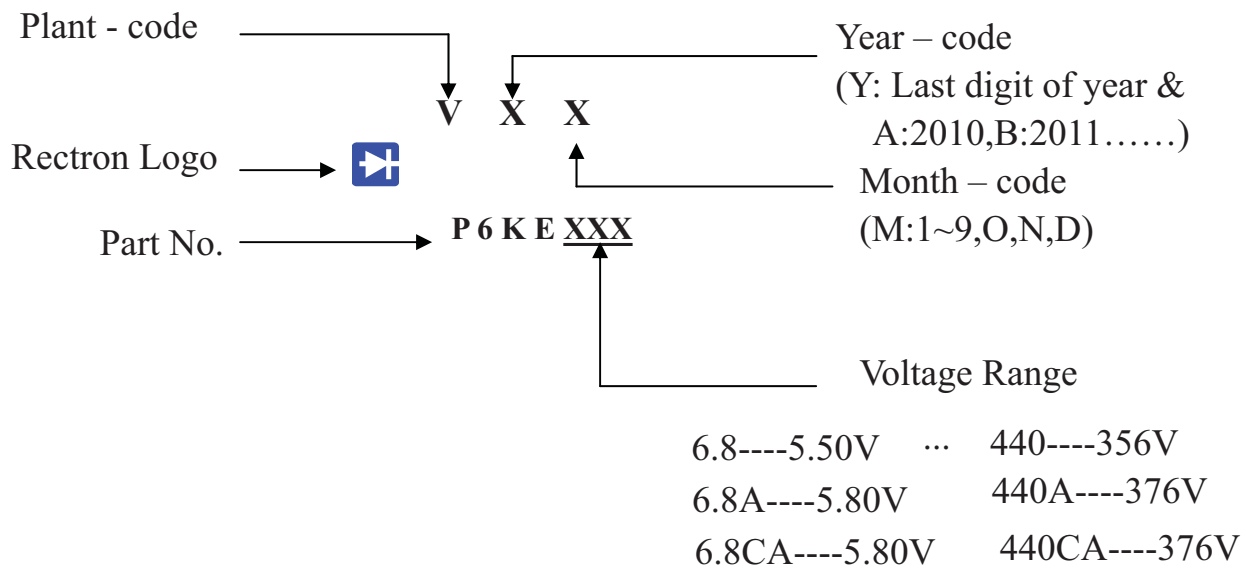 Plant - code
Year – code
(Y: Last digit of year &
A:2010,B:2011……)
V X X
Rectron Logo
Month – code
(M:1~9,O,N,D)
Part No.
P 6 K E XXX
Voltage Range
6.8----5.50V ... 440----356V
6.8A----5.80V 440A----376V
6.8CA----5.80V 440CA----376V